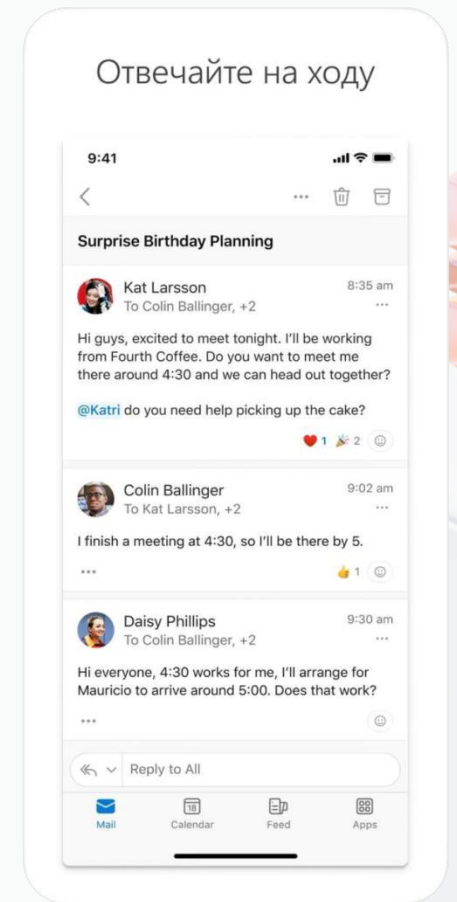 Отвечайте на ходу
9:41
Surprise Birthday Planning
Kat Larsson
8:35 am
To Colin Ballinger, +2
Hi guys, excited to meet tonight. I'll be working
from Fourth Coffee. Do you want to meet me
there around 4:30 and we can head out together?
@Katri do you need help picking up the cake?
1 2
Colin Ballinger
9:02 am
To Kat Larsson, +2
I finish a meeting at 4:30, so I'll be there by 5.
1
Daisy Phillips
9:30 am
To Colin Ballinger, +2
Hi everyone, 4:30 works for me, I'll arrange for
Mauricio to arrive around 5:00. Does that work?
Reply to All
18
Mail Calendar Feed Apps